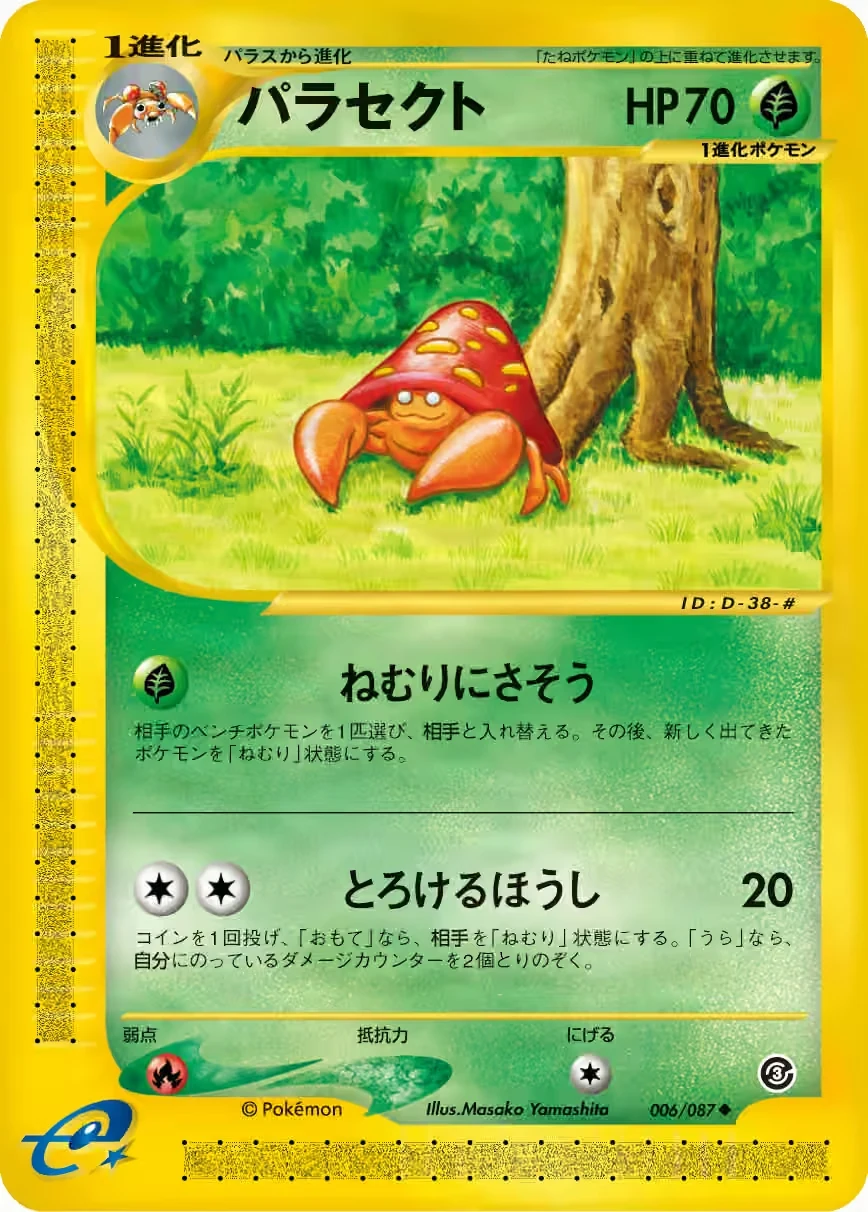 1進化
パラスから進化
「たねポケモン」の上に重ねて進化させます。
パラセクト HP70
1進化ポケモン
ID:D-38-#
ねむりにさそう
相手のベンチポケモンを1匹選び、相手と入れ替える。その後、新しく出てきた
ポケモンを「ねむり」状態にする。
とろけるほうし 20
コインを1回投げ、「おもて」なら、相手を「ねむり」状態にする。「うら」なら、
自分にのっているダメージカウンターを2個とりのぞく。
弱点 抵抗力 にげる
3
© Pokémon Illus.Masako Yamashita 006/087◆
e